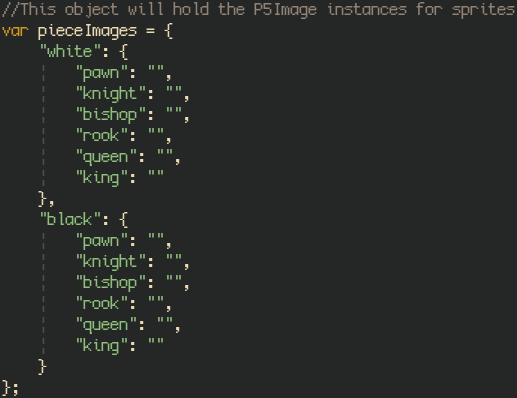 //This object will hold the P5Image instances for sprites
var pieceImages = {
    "white": {
        "pawn": "",
        "knight": "",
        "bishop": "",
        "rook": "",
        "queen": "",
        "king": ""
    },
    "black": {
        "pawn": "",
        "knight": "",
        "bishop": "",
        "rook": "",
        "queen": "",
        "king": ""
    }
};